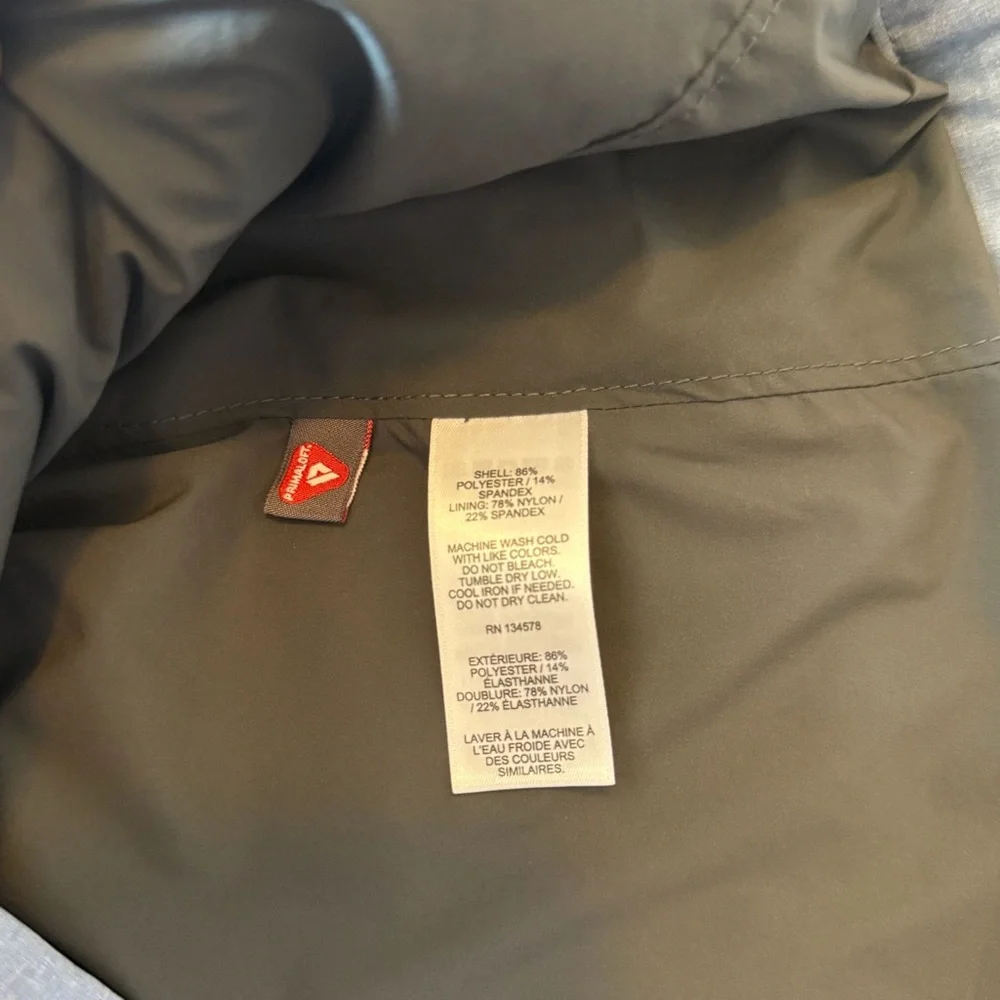 PRIMALOFT®
SHELL: 86%
POLYESTER / 14%
SPANDEX
LINING: 78% NYLON /
22% SPANDEX
MACHINE WASH COLD
WITH LIKE COLORS.
DO NOT BLEACH.
TUMBLE DRY LOW.
COOL IRON IF NEEDED.
DO NOT DRY CLEAN.
RN 134578
EXTÉRIEURE: 86%
POLYESTER / 14%
ÉLASTHANNE
DOUBLURE: 78% NYLON
/ 22% ÉLASTHANNE
LAVER À LA MACHINE À
L'EAU FROIDE AVEC
DES COULEURS
SIMILAIRES.